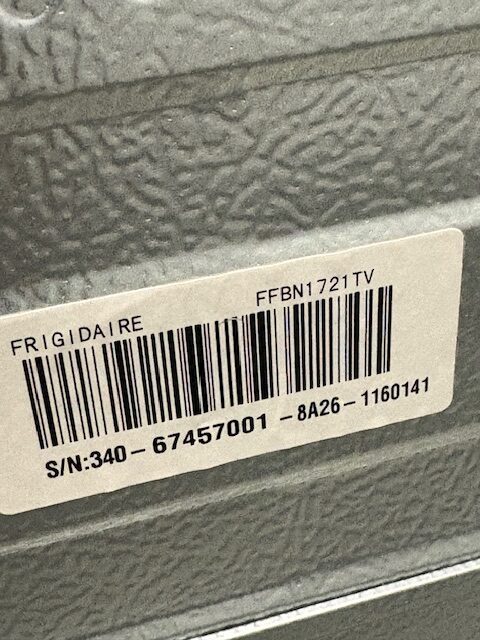 FRIGIDAIRE FFBN1721TV
S/N:340-67457001-8A26-1160141